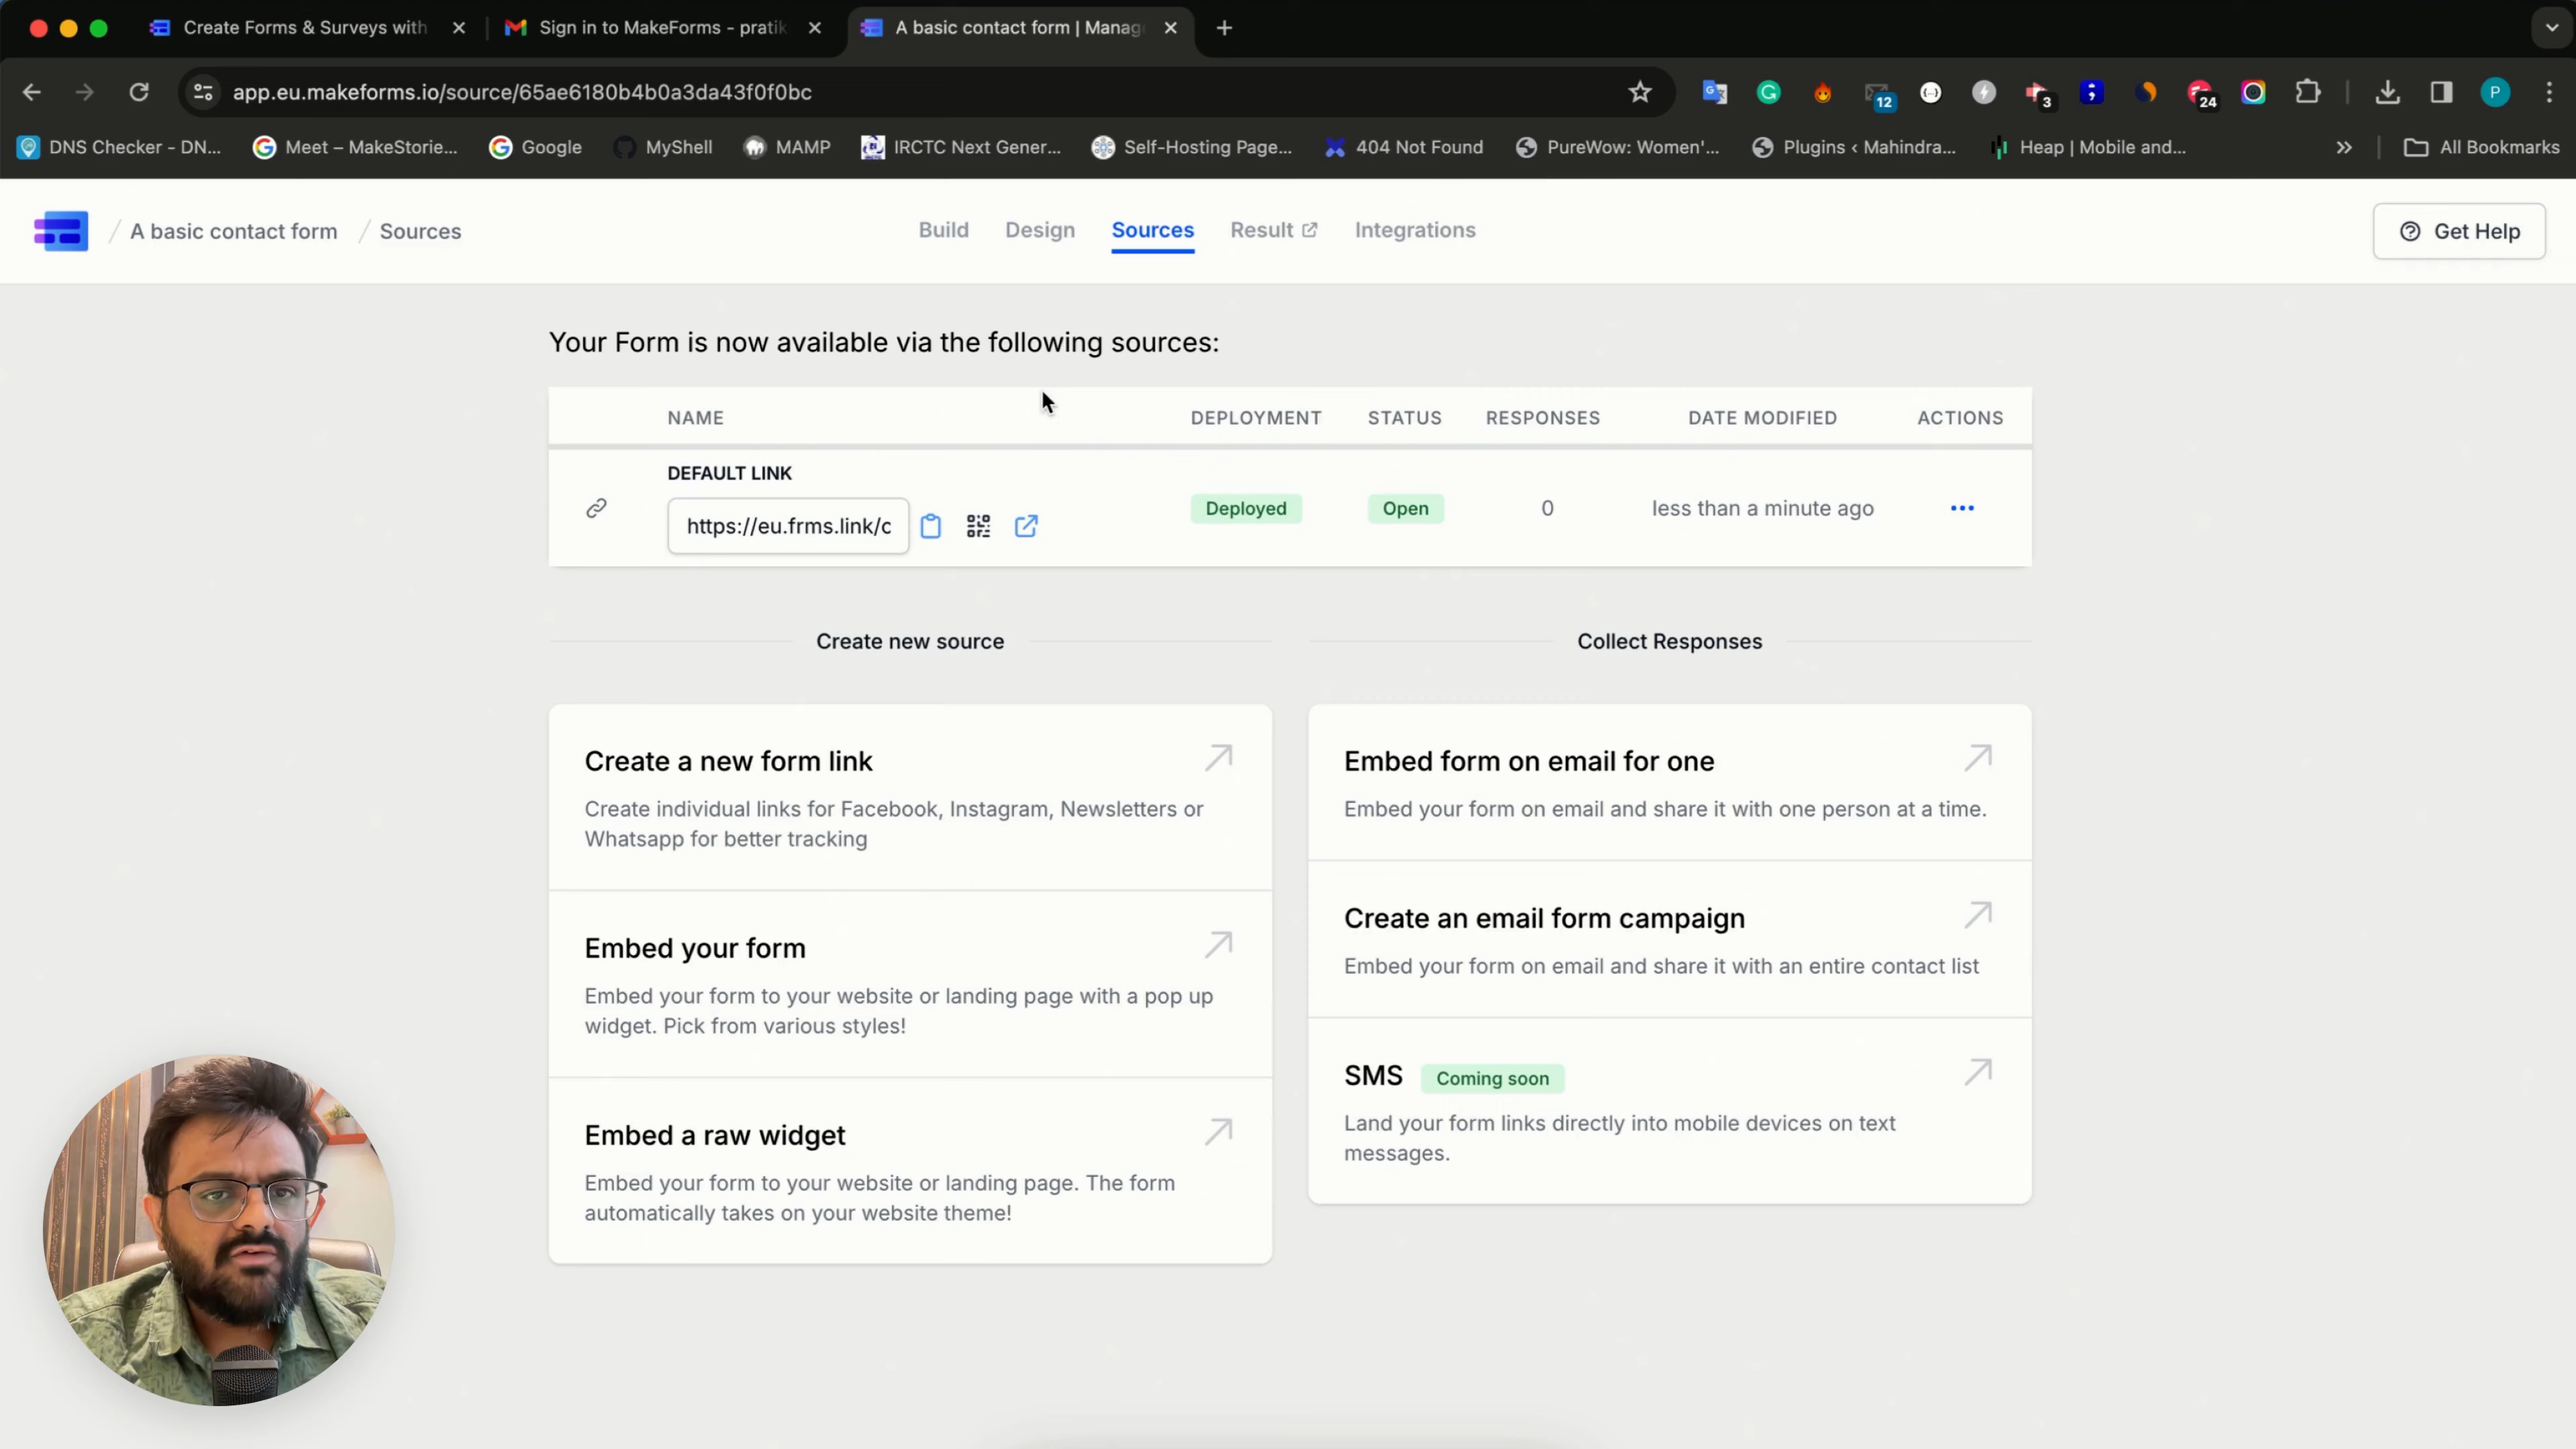 Create Forms & Surveys with
Sign in to MakeForms - pratik
A basic contact form | Manag
app.eu.makeforms.io/source/65ae6180b4b0a3da43f0f0bc
12
3
24
P
DNS Checker - DN...
Meet – MakeStorie...
Google
MyShell
MAMP
IRCTC Next Gener...
Self-Hosting Page...
404 Not Found
PureWow: Women'...
Plugins ‹ Mahindra...
Heap | Mobile and...
All Bookmarks
/ A basic contact form / Sources
Build
Design
Sources
Result
Integrations
Get Help
Your Form is now available via the following sources:
NAME DEPLOYMENT STATUS RESPONSES DATE MODIFIED ACTIONS
DEFAULT LINK
https://eu.frms.link/c
Deployed
Open
0
less than a minute ago
Create new source
Create a new form link
Create individual links for Facebook, Instagram, Newsletters or
Whatsapp for better tracking
Embed your form
Embed your form to your website or landing page with a pop up
widget. Pick from various styles!
Embed a raw widget
Embed your form to your website or landing page. The form
automatically takes on your website theme!
Collect Responses
Embed form on email for one
Embed your form on email and share it with one person at a time.
Create an email form campaign
Embed your form on email and share it with an entire contact list
SMS Coming soon
Land your form links directly into mobile devices on text
messages.